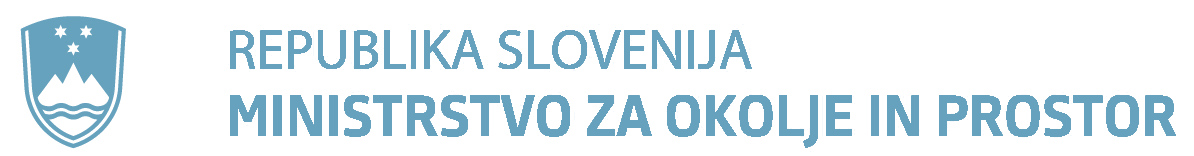 REPUBLIKA SLOVENIJA
MINISTRSTVO ZA OKOLJE IN PROSTOR